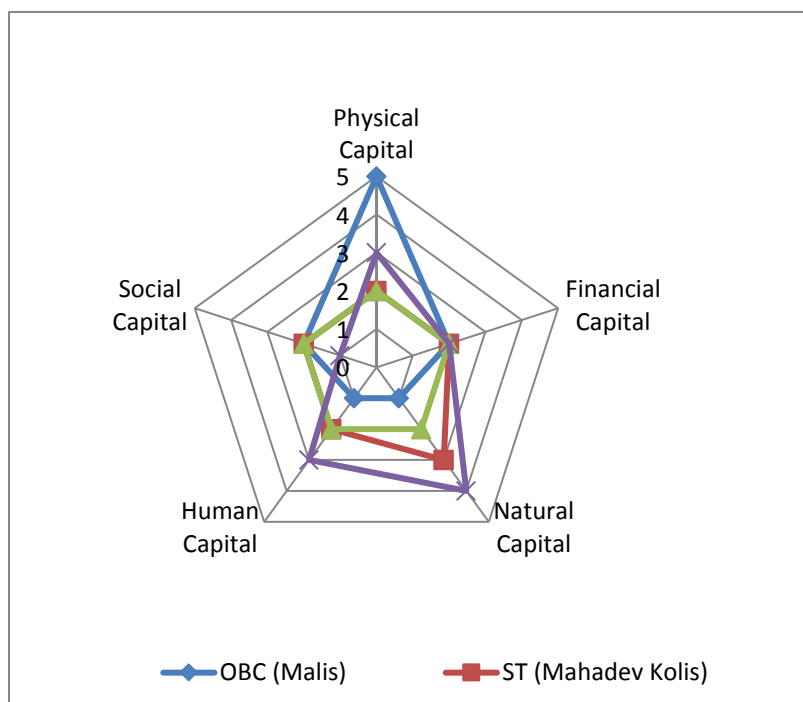 Physical
Capital
5
4
3
2
1
0
Financial
Capital
Social
Capital
Human
Capital
Natural
Capital
OBC (Malis)
ST (Mahadev Kolis)